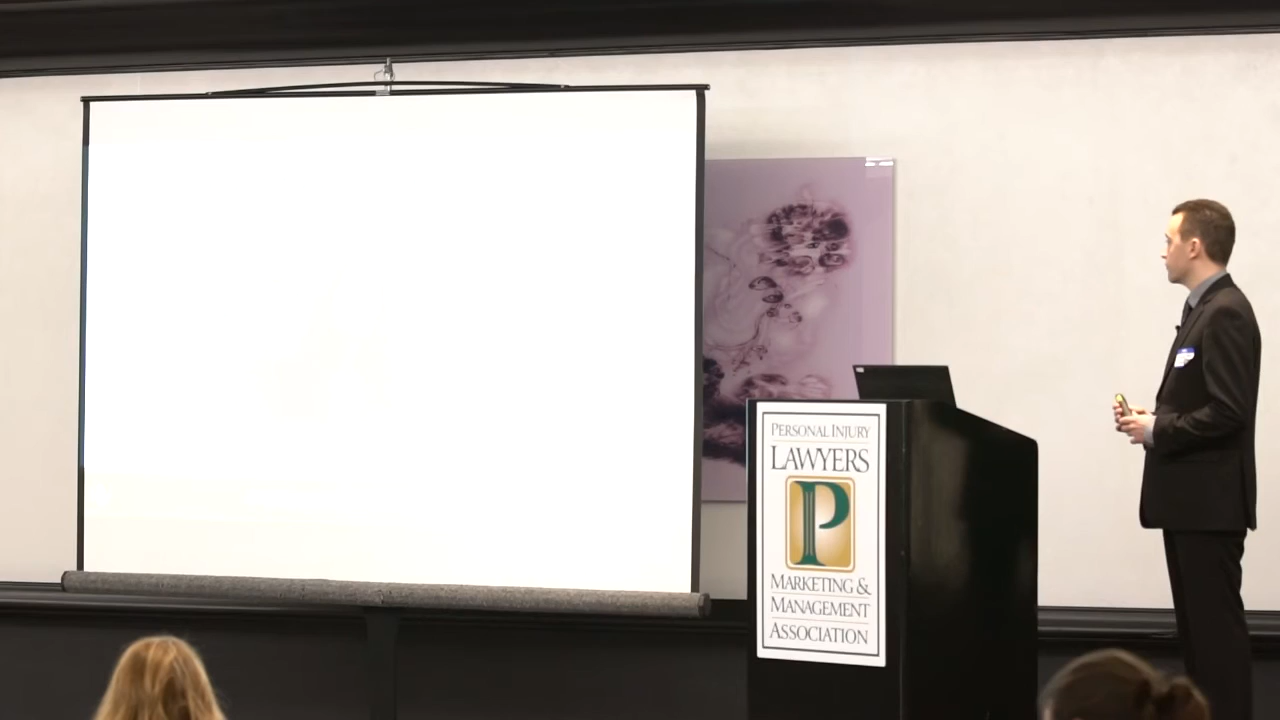 PERSONAL INJURY
LAWYERS
P
MARKETING &
MANAGEMENT
ASSOCIATION